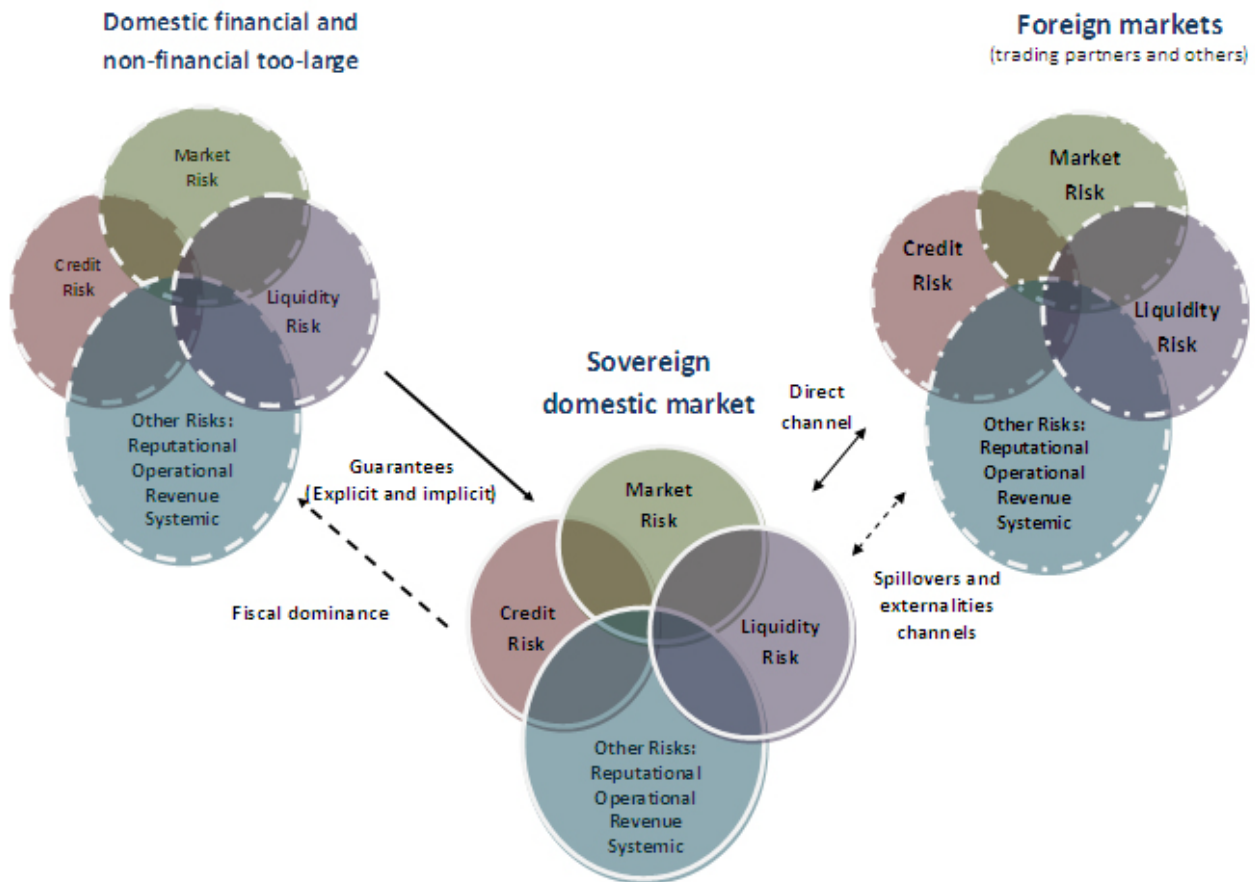 Domestic financial and
non-financial too-large
Market
Risk
Credit
Risk
Liquidity
Risk
Other Risks:
Reputational
Operational
Revenue
Systemic
Foreign markets
(trading partners and others)
Market
Risk
Credit
Risk
Liquidity
Risk
Other Risks:
Reputational
Operational
Revenue
Systemic
Guarantees
(Explicit and implicit)
Fiscal dominance
Direct
channel
Spillovers and
externalities
channels
Sovereign
domestic market
Market
Risk
Credit
Risk
Liquidity
Risk
Other Risks:
Reputational
Operational
Revenue
Systemic